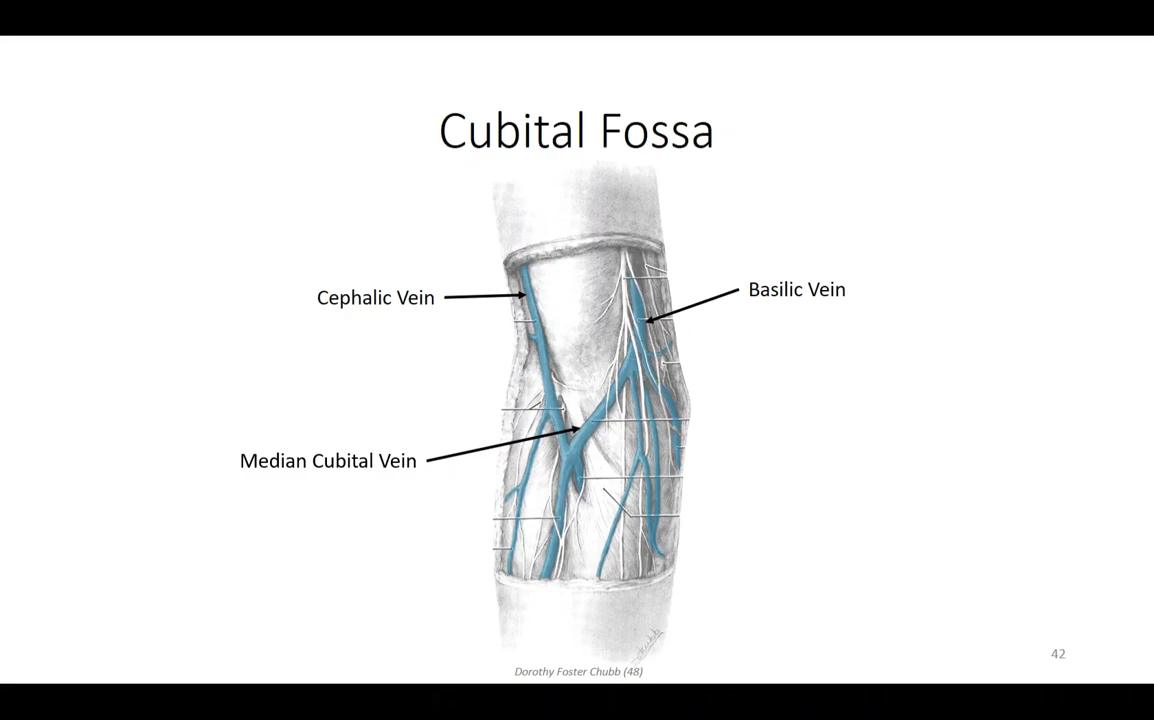 Cubital Fossa
Cephalic Vein
Basilic Vein
Median Cubital Vein
42
Dorothy Foster Chubb (48)